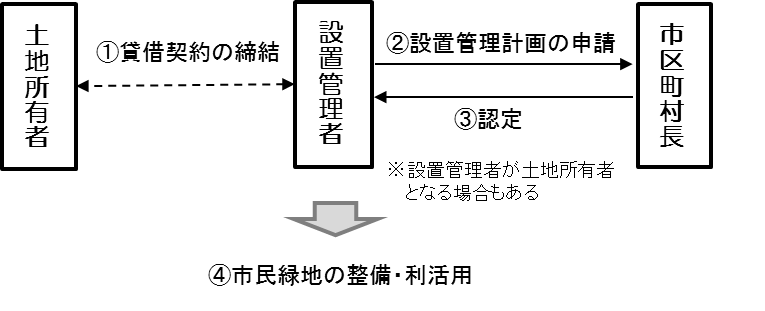 土地所有者
①貸借契約の締結
設置管理者
②設置管理計画の申請
③認定
市区町村長
※設置管理者が土地所有者
となる場合もある
④市民緑地の整備・利活用